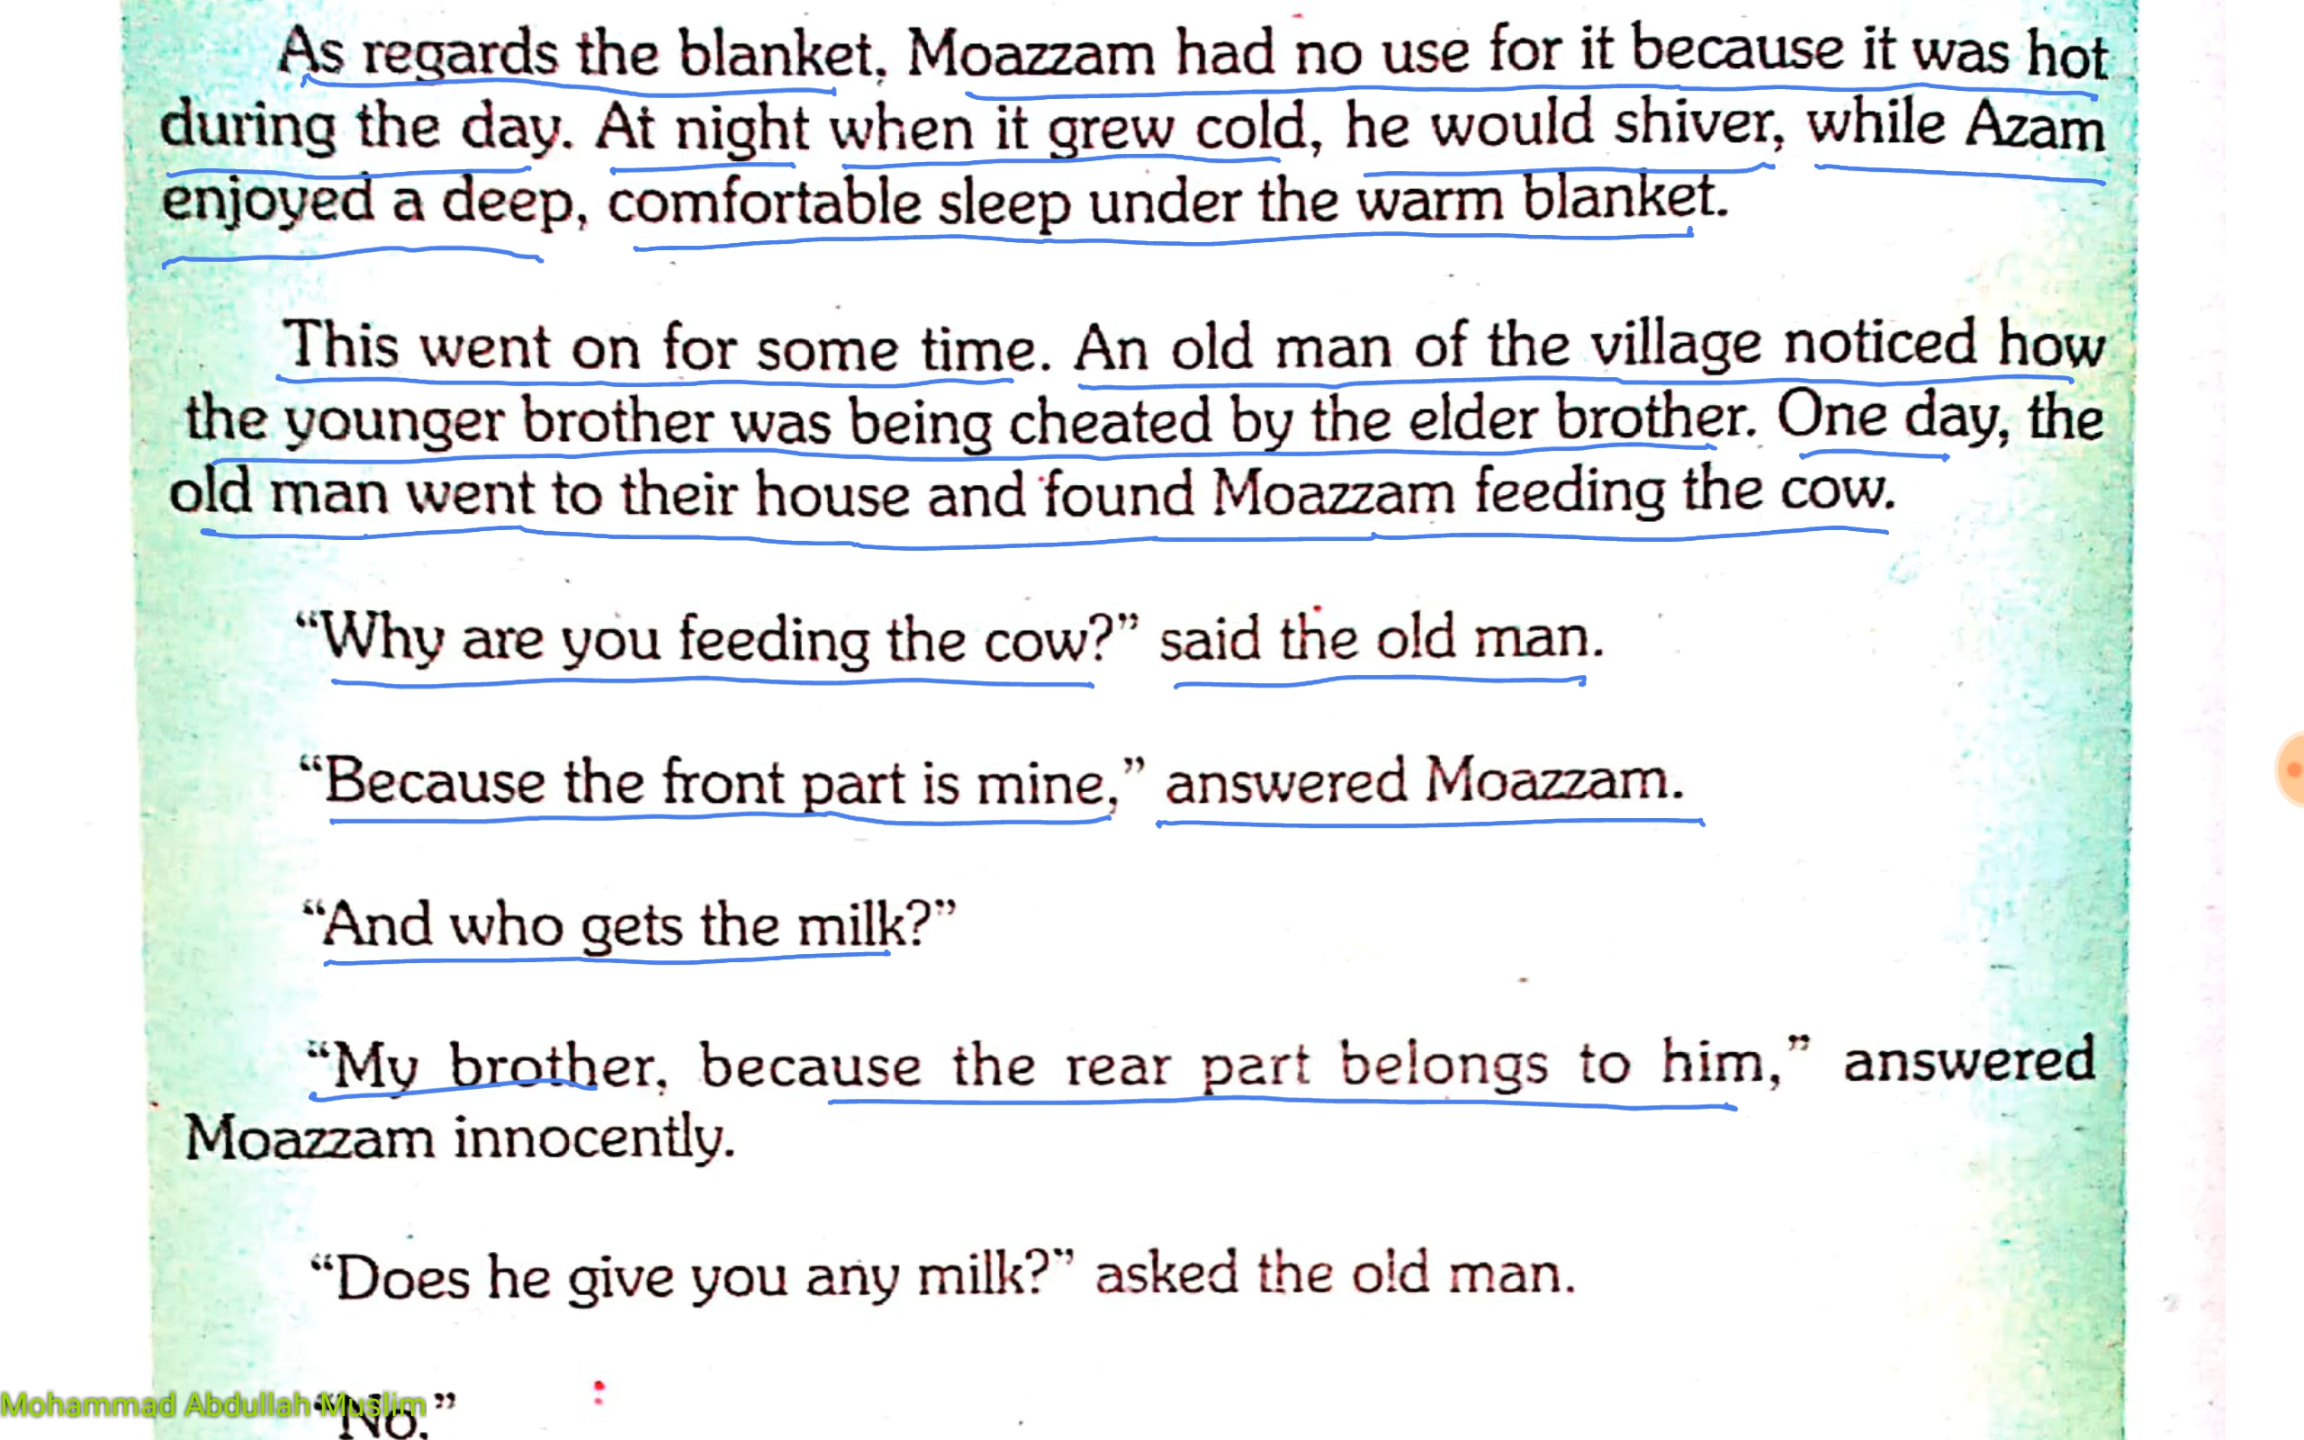 As regards the blanket, Moazzam had no use for it because it was hot
during the day. At night when it grew cold, he would shiver, while Azam
enjoyed a deep, comfortable sleep under the warm blanket.
This went on for some time. An old man of the village noticed how
the younger brother was being cheated by the elder brother. One day, the
old man went to their house and found Moazzam feeding the cow.
“Why are you feeding the cow?” said the old man.
“Because the front part is mine,” answered Moazzam.
“And who gets the milk?”
“My brother, because the rear part belongs to him,” answered
Moazzam innocently.
“Does he give you any milk?” asked the old man.
“No.”
Mohammad Abdullah Muslim